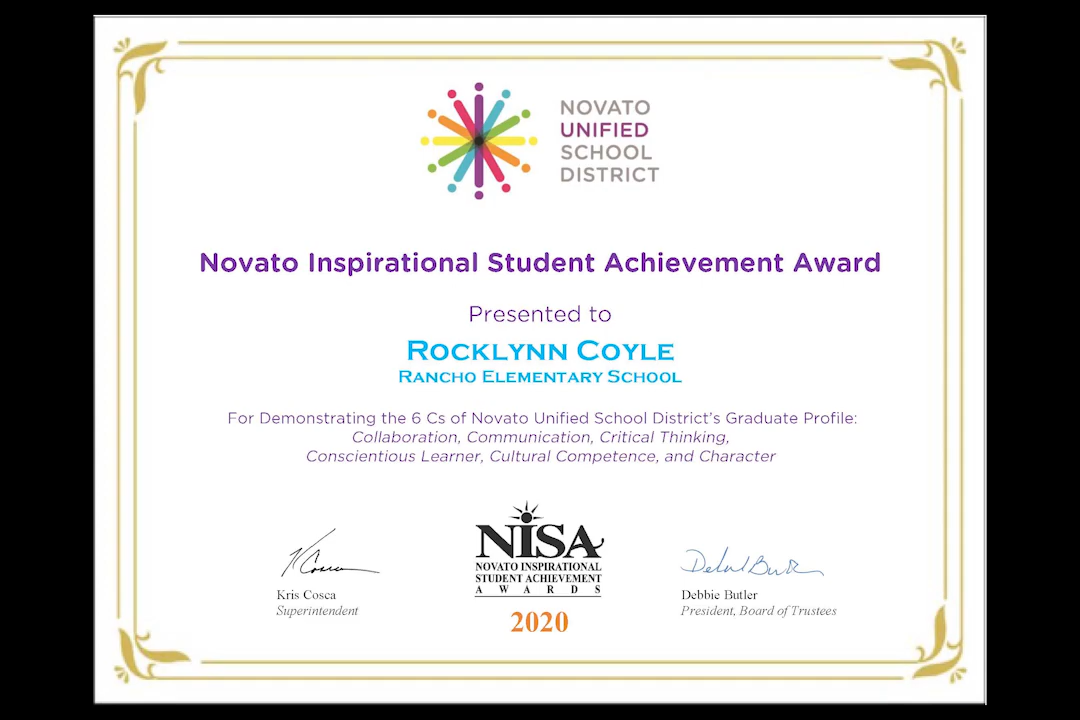 NOVATO
UNIFIED
SCHOOL
DISTRICT
Novato Inspirational Student Achievement Award
Presented to
ROCKLYNN COYLE
RANCHO ELEMENTARY SCHOOL
For Demonstrating the 6 Cs of Novato Unified School District's Graduate Profile:
Collaboration, Communication, Critical Thinking,
Conscientious Learner, Cultural Competence, and Character
NISA
NOVATO INSPIRATIONAL
STUDENT ACHIEVEMENT
AWARDS
2020
Kris Cosca
Superintendent
Debbie Butler
President, Board of Trustees